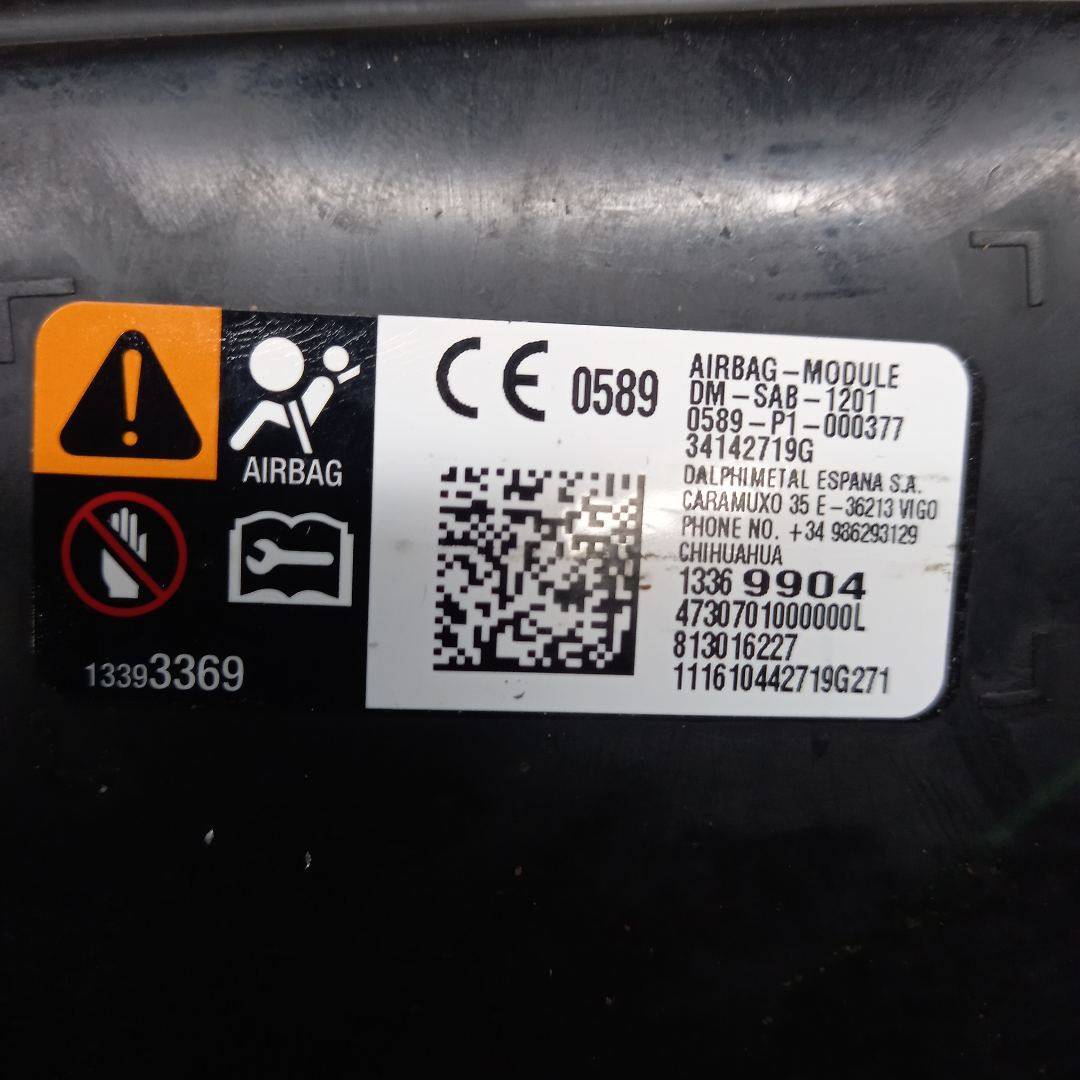 AIRBAG
13393369
CE 0589
AIRBAG-MODULE
DM-SAB-1201
0589-P1-000377
34142719G
DALPHIMETAL ESPANA S.A.
CARAMUXO 35 E-36213 VIGO
PHONE NO. +34 986293129
CHIHUAHUA
1336 9904
4730701000000L
813016227
111610442719G271